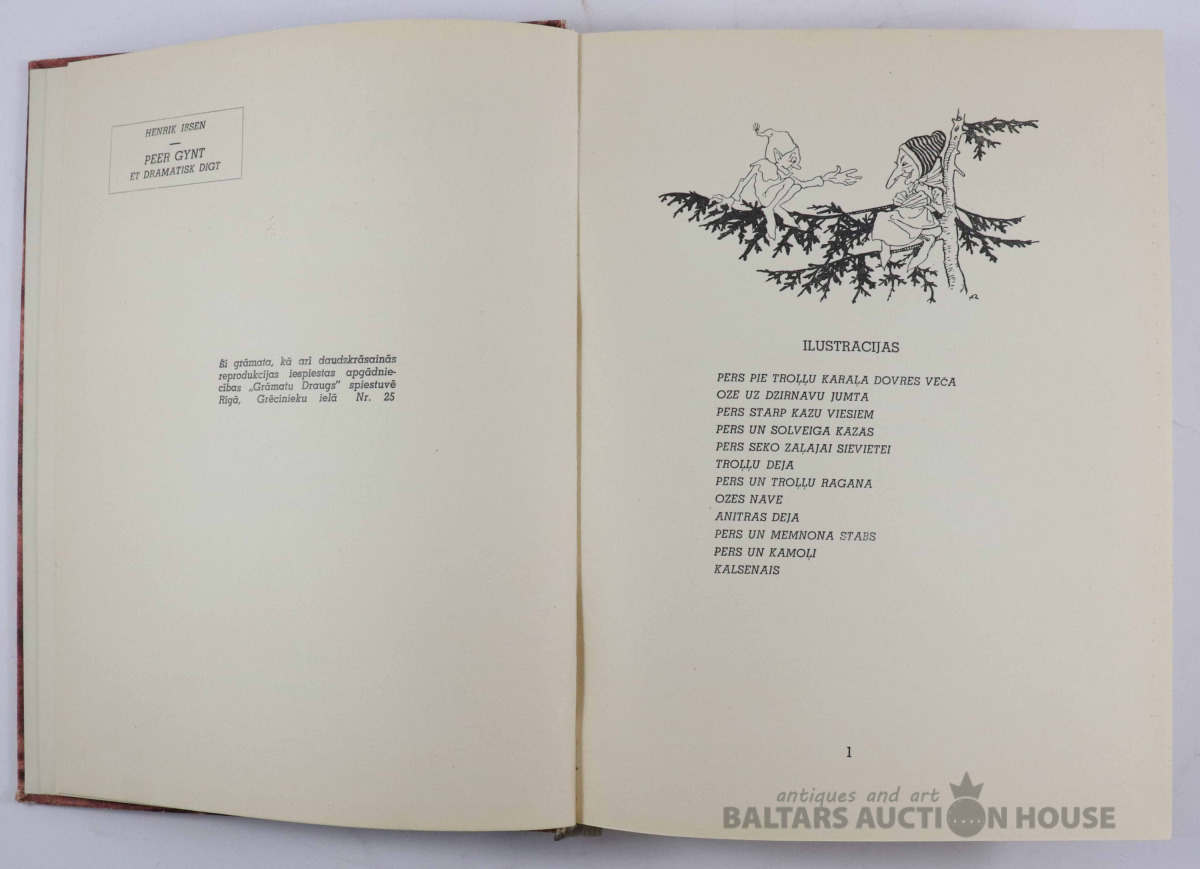 HENRIK IBSEN
—
PEER GYNT
ET DRAMATISK DIGT
Šī grāmata, kā arī daudzkrāsainās
reprodukcijas iespiestas apgādnie-
cības „Grāmatu Draugs” spiestuvē
Rīgā, Grēcinieku ielā Nr. 25
ILUSTRACIJAS
PERS PIE TROĻĻU KARAĻA DOVRES VEČA
OZE UZ DZIRNAVU JUMTA
PERS STARP KAZU VIESIEM
PERS UN SOLVEIGA KAZAS
PERS SEKO ZAĻAJAI SIEVIETEI
TROĻĻU DEJA
PERS UN TROĻĻU RAGANA
OZES NAVE
ANITRAS DEJA
PERS UN MEMNONA STABS
PERS UN KAMOĻI
KALSENAIS
1
antiques and art
BALTARS AUCTION HOUSE